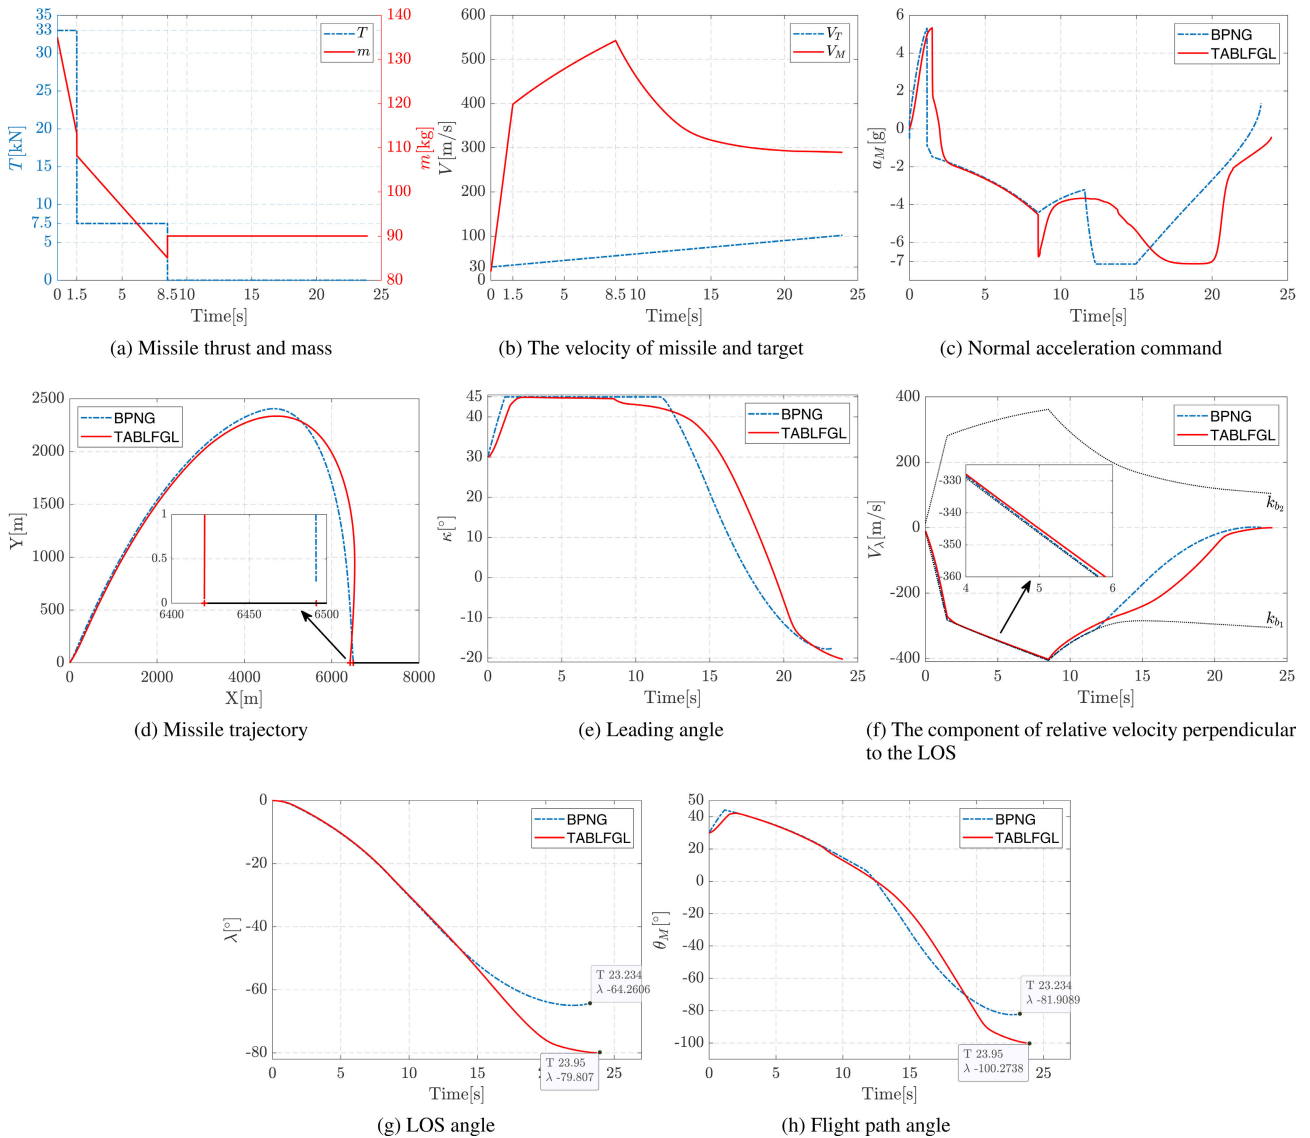 35
33
30
25
20
15
10
7.5
5
0
T[kN]
T
m
140
130
120
110
100
90
80
m[kg]
0 1.5 5 8.5 10 15 20 25
Time[s]
(a) Missile thrust and mass
600
500
400
300
200
100
30
0
V[m/s]
V_T
V_M
0 1.5 5 8.5 10 15 20 25
Time[s]
(b) The velocity of missile and target
6
4
2
0
-2
-4
-6
-7
a_M[g]
BPNG
TABLFGL
0 5 10 15 20 25
Time[s]
(c) Normal acceleration command
2500
2000
1500
1000
500
0
Y[m]
BPNG
TABLFGL
1
0.5
0
6400 6450 6500
0 2000 4000 6000 8000
X[m]
(d) Missile trajectory
45
40
30
20
10
0
-10
-20
κ[°]
BPNG
TABLFGL
0 5 10 15 20 25
Time[s]
(e) Leading angle
400
200
0
-200
-400
V_λ[m/s]
BPNG
TABLFGL
-330
-340
-350
-360
4 5 6
k_{b_2}
k_{b_1}
0 5 10 15 20 25
Time[s]
(f) The component of relative velocity perpendicular
to the LOS
0
-20
-40
-60
-80
λ[°]
BPNG
TABLFGL
T 23.234
λ -64.2606
T 23.95
λ -79.807
0 5 10 15 20 25
Time[s]
(g) LOS angle
50
40
20
0
-20
-40
-60
-80
-100
θ_M[°]
BPNG
TABLFGL
T 23.234
λ -81.9089
T 23.95
λ -100.2738
0 5 10 15 20 25
Time[s]
(h) Flight path angle